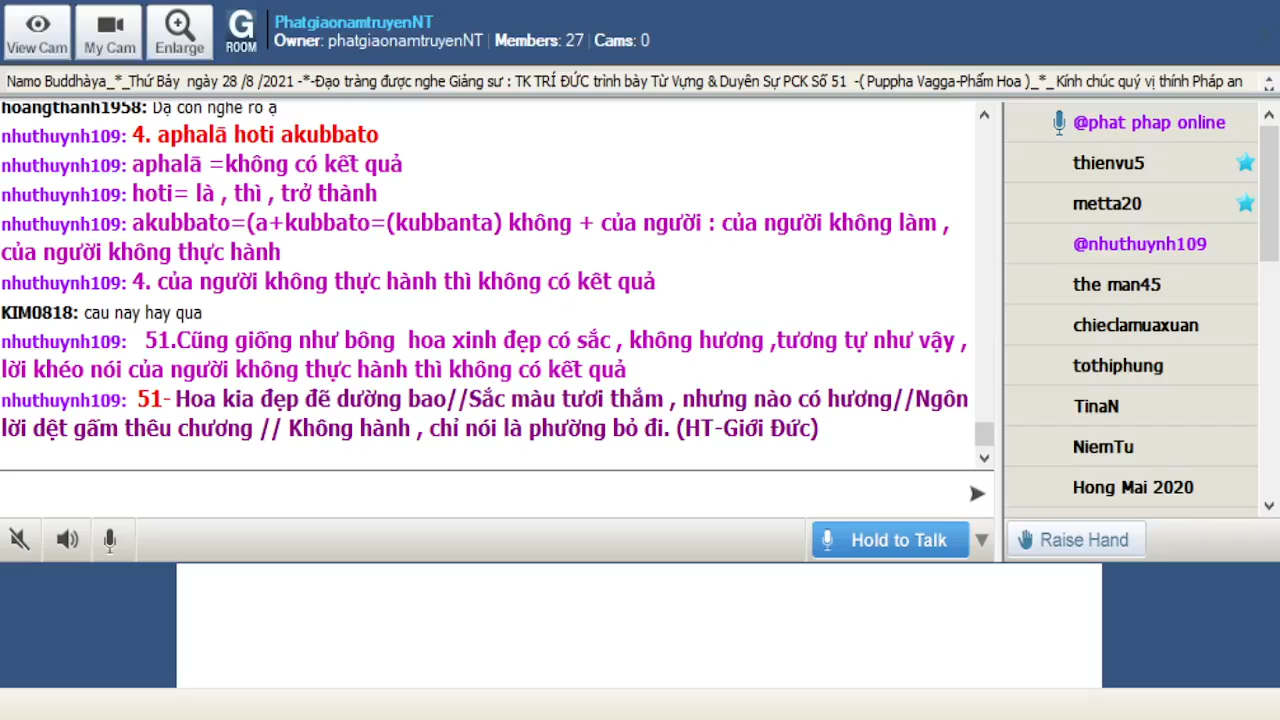 View Cam
My Cam
Enlarge
G
ROOM
PhatgiaonamtruyenNT
Owner: phatgiaonamtruyenNT | Members: 27 | Cams: 0
Namo Buddhàya_*_Thứ Bảy ngày 28 /8 /2021 -*-Đạo tràng được nghe Giảng sư : TK TRÍ ĐỨC trình bày Từ Vựng & Duyên Sự PCK Số 51 -( Puppha Vagga-Phẩm Hoa )_*_Kính chúc quý vị thính Pháp an
hoangthanh1958: Dạ con nghe rõ ạ
nhuthuynh109: 4. aphalā hoti akubbato
nhuthuynh109: aphalā =không có kết quả
nhuthuynh109: hoti= là , thì , trở thành
nhuthuynh109: akubbato=(a+kubbato=(kubbanta) không + của người : của người không làm ,
của người không thực hành
nhuthuynh109: 4. của người không thực hành thì không có kêt quả
KIM0818: cau nay hay qua
nhuthuynh109: 51.Cũng giống như bông hoa xinh đẹp có sắc , không hương ,tương tự như vậy ,
lời khéo nói của người không thực hành thì không có kết quả
nhuthuynh109: 51- Hoa kia đẹp đẽ dường bao//Sắc màu tươi thắm , nhưng nào có hương//Ngôn
lời dệt gấm thêu chương // Không hành , chỉ nói là phường bỏ đi. (HT-Giới Đức)
@phat phap online
thienvu5
metta20
@nhuthuynh109
the man45
chieclamuaxuan
tothiphung
TinaN
NiemTu
Hong Mai 2020
Hold to Talk
Raise Hand